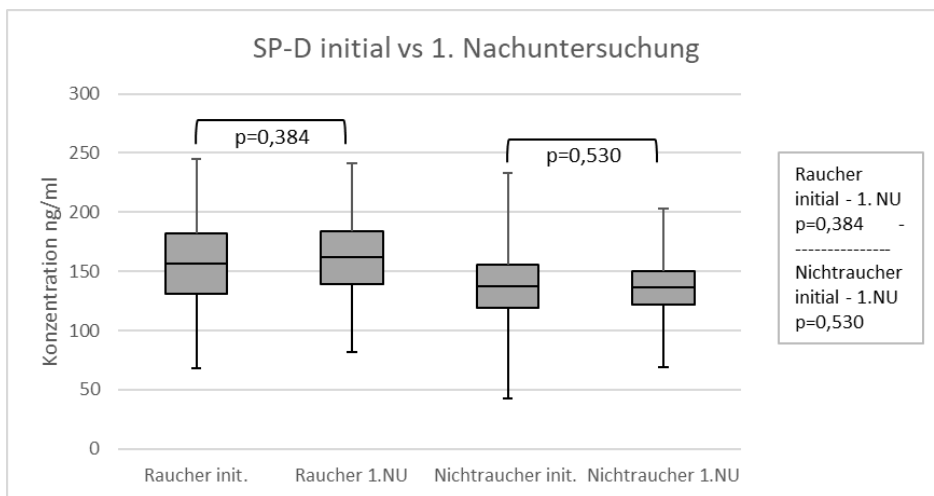 SP-D initial vs 1. Nachuntersuchung
Konzentration ng/ml
300
250
200
150
100
50
0
p=0,384
p=0,530
Raucher init.
Raucher 1.NU
Nichtraucher init.
Nichtraucher 1.NU
Raucher
initial - 1. NU
p=0,384 -
---------------
Nichtraucher
initial - 1.NU
p=0,530